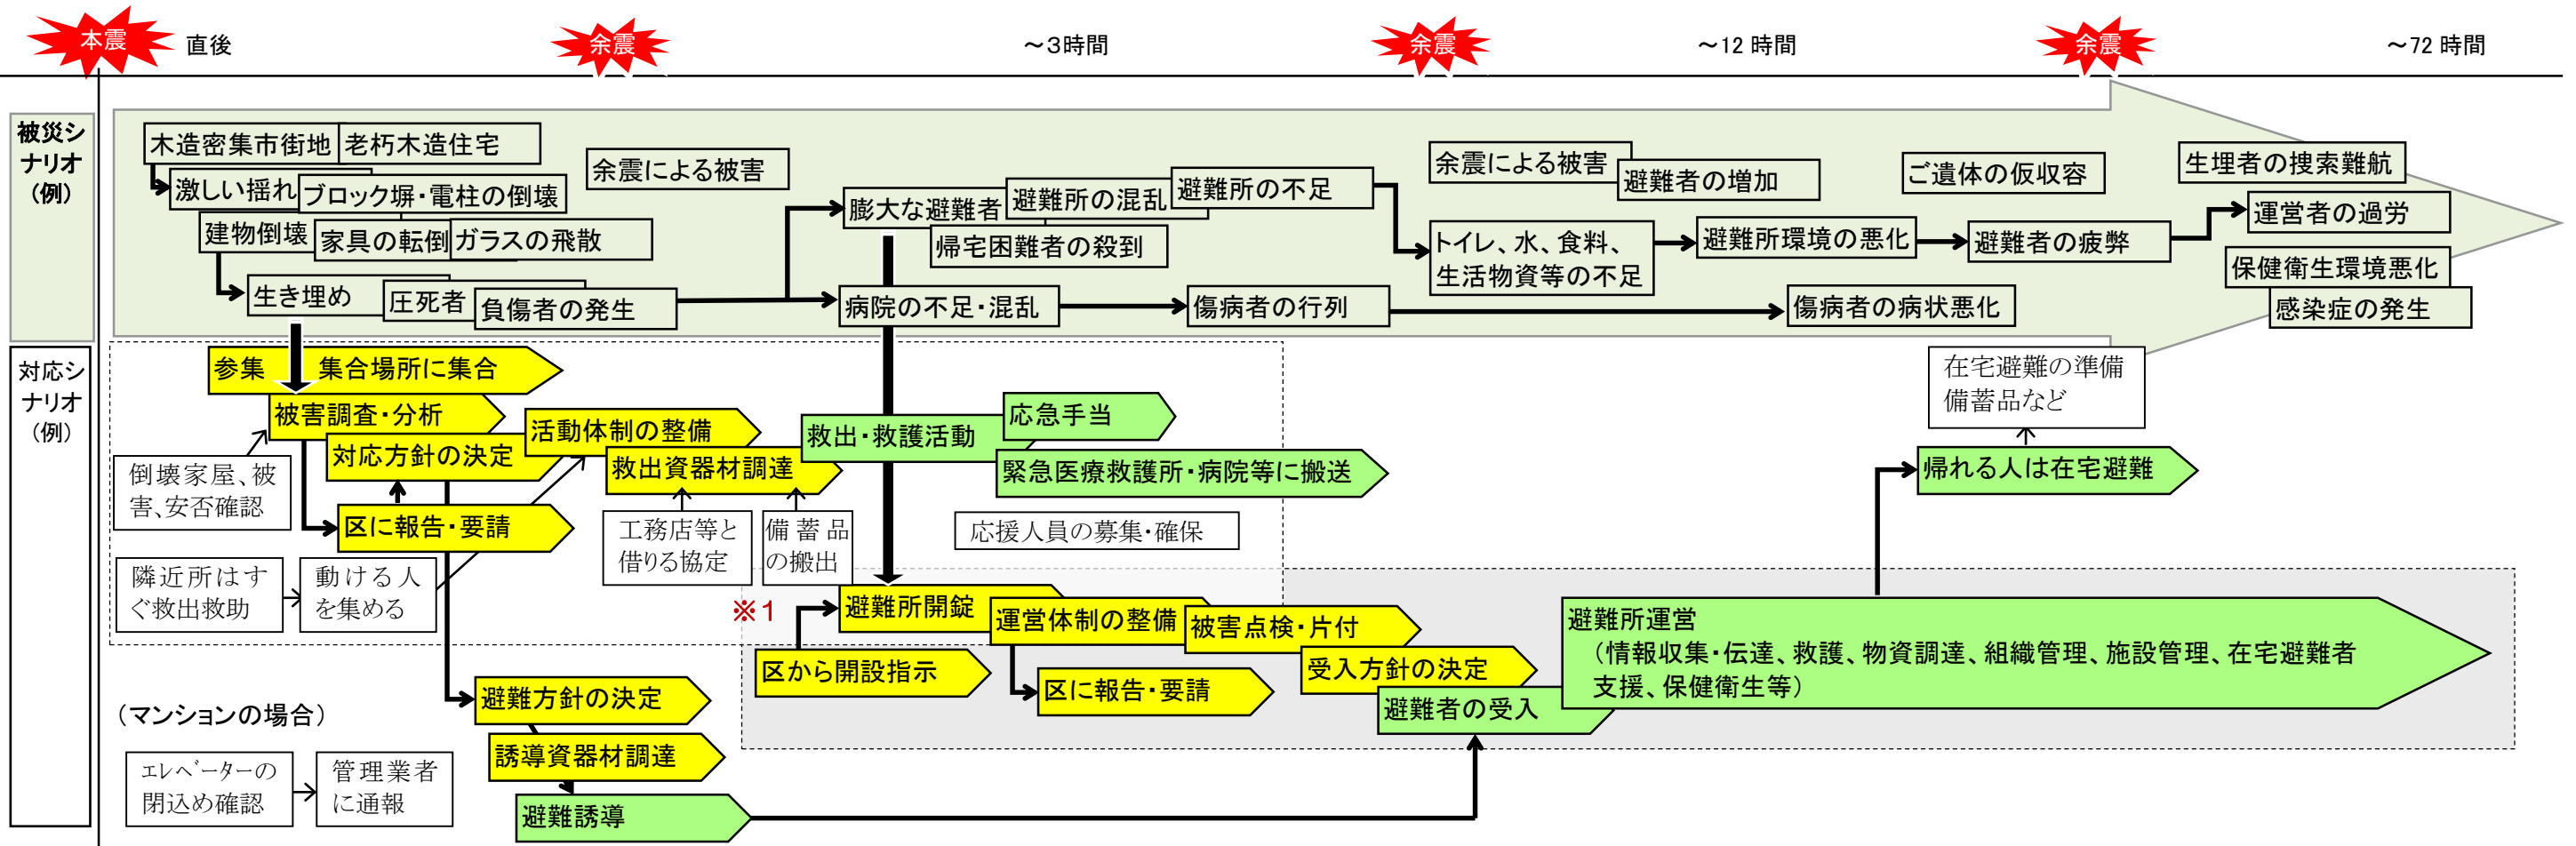 本震
直後
余震
～3時間
余震
～12 時間
余震
～72 時間
被災シ
ナリオ
(例)
木造密集市街地
老朽木造住宅
激しい揺れ
ブロック塀・電柱の倒壊
建物倒壊
家具の転倒
ガラスの飛散
生き埋め
圧死者
負傷者の発生
余震による被害
膨大な避難者
避難所の混乱
避難所の不足
帰宅困難者の殺到
病院の不足・混乱
傷病者の行列
余震による被害
避難者の増加
トイレ、水、食料、
生活物資等の不足
避難所環境の悪化
傷病者の病状悪化
ご遺体の仮収容
避難者の疲弊
生埋者の捜索難航
運営者の過労
保健衛生環境悪化
感染症の発生
対応シ
ナリオ
(例)
参集
集合場所に集合
被害調査・分析
対応方針の決定
区に報告・要請
倒壊家屋、被
害、安否確認
隣近所はす
ぐ救出救助
動ける人
を集める
活動体制の整備
救出資器材調達
工務店等と
借りる協定
備蓄品
の搬出
救出・救護活動
応急手当
緊急医療救護所・病院等に搬送
応援人員の募集・確保
※1
避難所開錠
運営体制の整備
被害点検・片付
区から開設指示
区に報告・要請
受入方針の決定
避難者の受入
避難所運営
(情報収集・伝達、救護、物資調達、組織管理、施設管理、在宅避難者
支援、保健衛生等)
在宅避難の準備
備蓄品など
帰れる人は在宅避難
避難方針の決定
誘導資器材調達
避難誘導
(マンションの場合)
エレベーターの
閉込め確認
管理業者
に通報